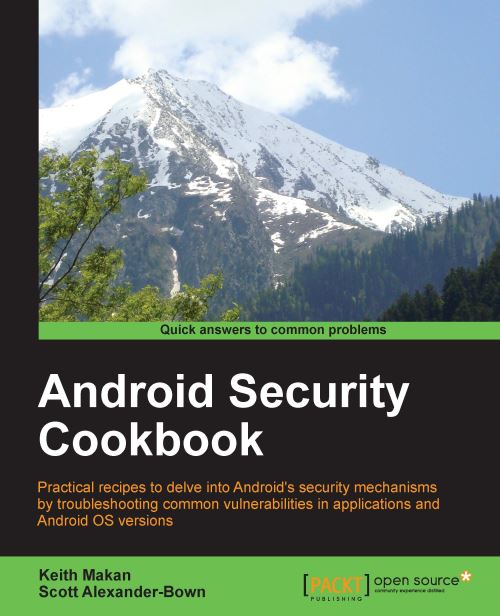 Quick answers to common problems
Android Security
Cookbook
Practical recipes to delve into Android's security mechanisms
by troubleshooting common vulnerabilities in applications and
Android OS versions
Keith Makan
Scott Alexander-Bown
[PACKT]
PUBLISHING
open source*
community experience distilled